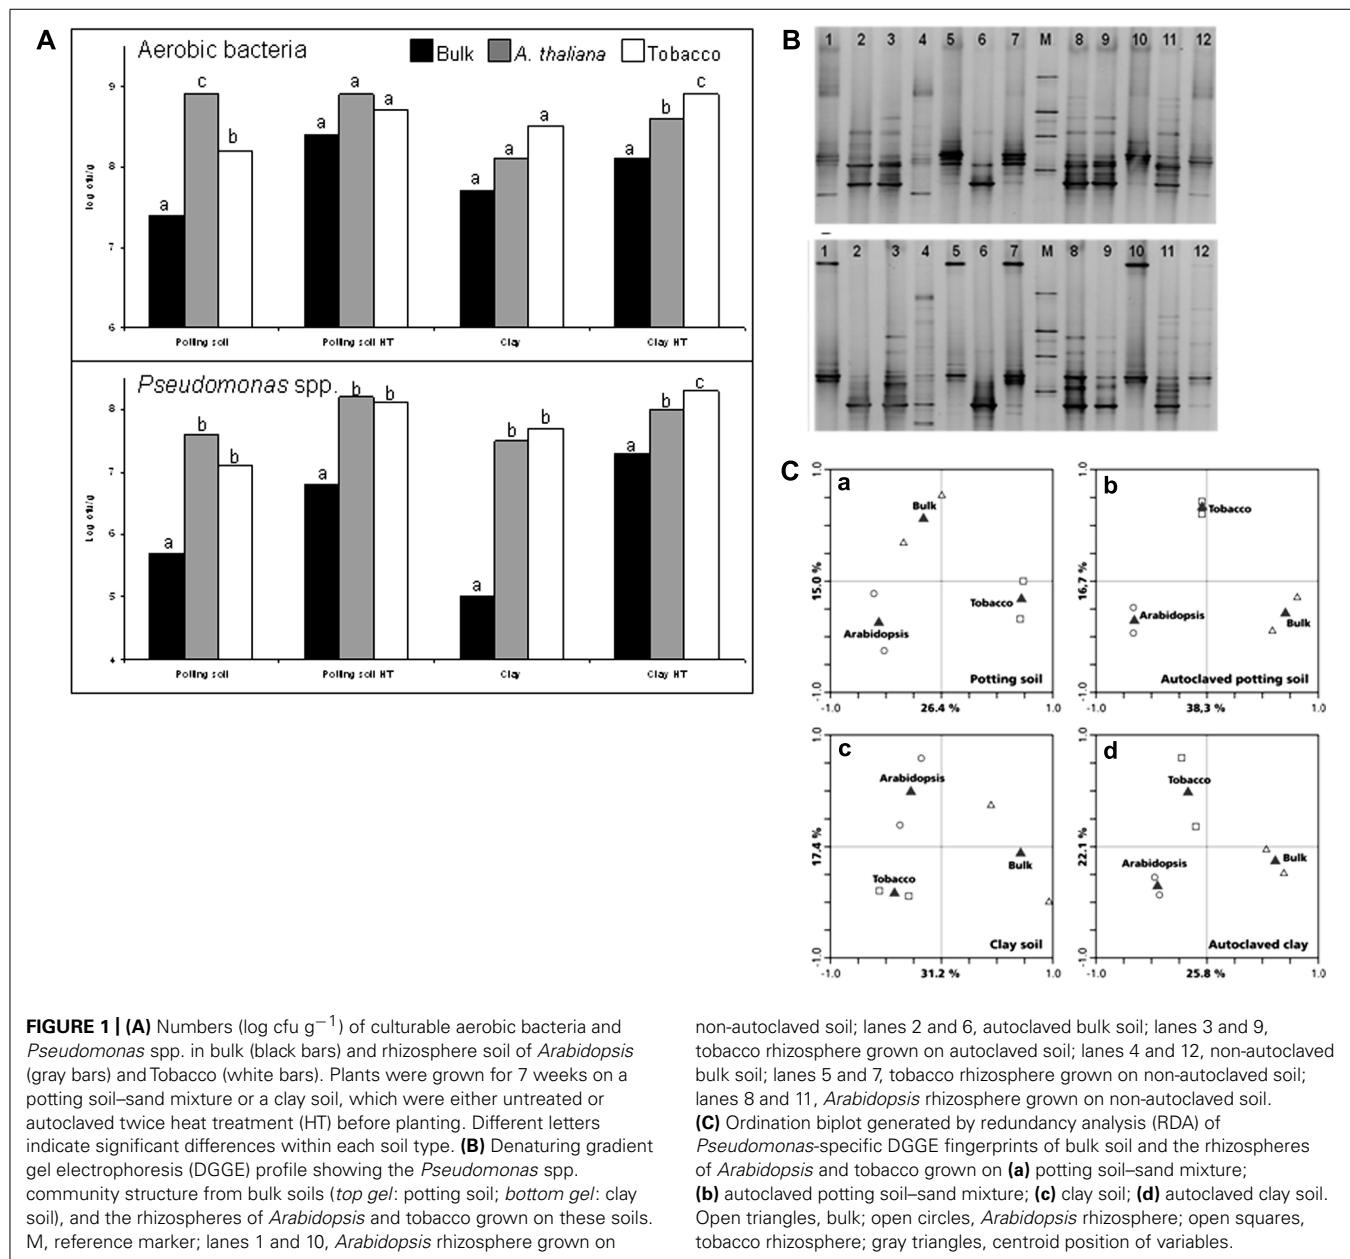 A
Aerobic bacteria
Bulk
A. thaliana
Tobacco
9
8
7
6
log cfu/g
a
c
b
a
a
a
a
a
a
a
b
c
Potting soil
Potting soil HT
Clay
Clay HT
Pseudomonas spp.
8
7
6
5
4
Log cfu/g
a
b
b
a
b
b
a
b
b
a
b
c
Potting soil
Potting soil HT
Clay
Clay HT
B
1 2 3 4 5 6 7 M 8 9 10 11 12
1 2 3 4 5 6 7 M 8 9 10 11 12
C
a
1.0
15.0 %
-1.0
Bulk
Tobacco
Arabidopsis
Potting soil
-1.0 26.4 % 1.0
b
1.0
16,7 %
-1.0
Tobacco
Arabidopsis
Bulk
Autoclaved potting soil
-1.0 38,3 % 1.0
c
1.0
17.4 %
-1.0
Arabidopsis
Bulk
Tobacco
Clay soil
-1.0 31.2 % 1.0
d
1.0
22.1 %
-1.0
Tobacco
Arabidopsis
Bulk
Autoclaved clay
-1.0 25.8 % 1.0
FIGURE 1 | (A) Numbers (log cfu g−1) of culturable aerobic bacteria and
Pseudomonas spp. in bulk (black bars) and rhizosphere soil of Arabidopsis
(gray bars) and Tobacco (white bars). Plants were grown for 7 weeks on a
potting soil–sand mixture or a clay soil, which were either untreated or
autoclaved twice heat treatment (HT) before planting. Different letters
indicate significant differences within each soil type. (B) Denaturing gradient
gel electrophoresis (DGGE) profile showing the Pseudomonas spp.
community structure from bulk soils (top gel: potting soil; bottom gel: clay
soil), and the rhizospheres of Arabidopsis and tobacco grown on these soils.
M, reference marker; lanes 1 and 10, Arabidopsis rhizosphere grown on
non-autoclaved soil; lanes 2 and 6, autoclaved bulk soil; lanes 3 and 9,
tobacco rhizosphere grown on autoclaved soil; lanes 4 and 12, non-autoclaved
bulk soil; lanes 5 and 7, tobacco rhizosphere grown on non-autoclaved soil;
lanes 8 and 11, Arabidopsis rhizosphere grown on non-autoclaved soil.
(C) Ordination biplot generated by redundancy analysis (RDA) of
Pseudomonas-specific DGGE fingerprints of bulk soil and the rhizospheres
of Arabidopsis and tobacco grown on (a) potting soil–sand mixture;
(b) autoclaved potting soil–sand mixture; (c) clay soil; (d) autoclaved clay soil.
Open triangles, bulk; open circles, Arabidopsis rhizosphere; open squares,
tobacco rhizosphere; gray triangles, centroid position of variables.